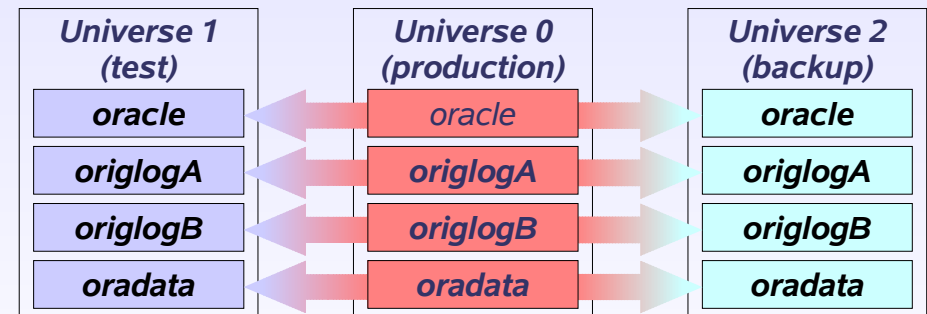 Universe 1
(test)
oracle
origlogA
origlogB
oradata
Universe 0
(production)
oracle
origlogA
origlogB
oradata
Universe 2
(backup)
oracle
origlogA
origlogB
oradata